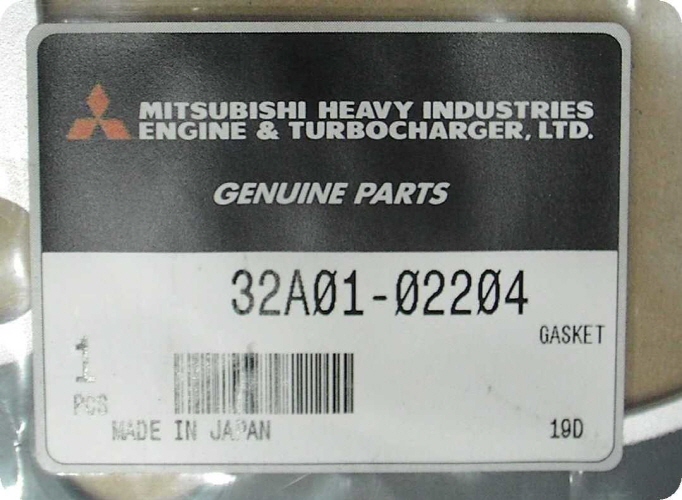 MITSUBISHI HEAVY INDUSTRIES
ENGINE & TURBOCHARGER, LTD.
GENUINE PARTS
32A01-02204
GASKET
1
PCS
MADE IN JAPAN
19D